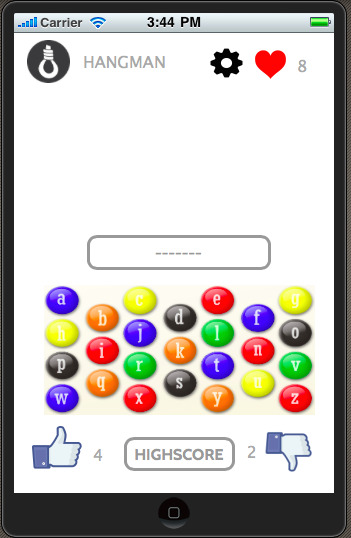 Carrier 3:44 PM
HANGMAN 8
-------
a c e g
b d f
h j l o
i k n
p r t v
q s u
w x y z
4 HIGHSCORE 2